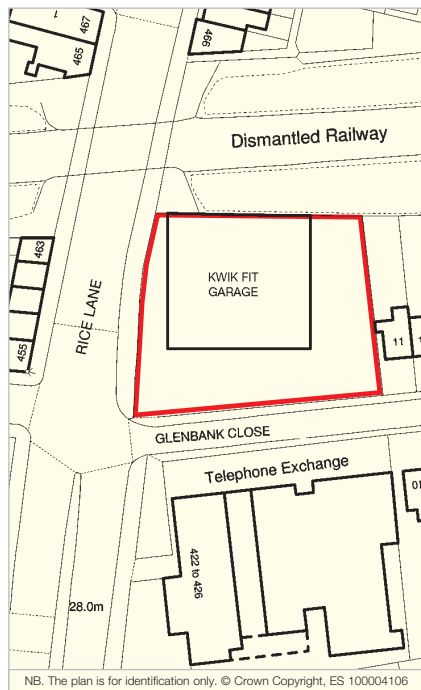 1
467
465
466
Dismantled Railway
463
KWIK FIT
GARAGE
RICE LANE
11
455
GLENBANK CLOSE
Telephone Exchange
422 to 426
28.0m
NB. The plan is for identification only. © Crown Copyright, ES 100004106